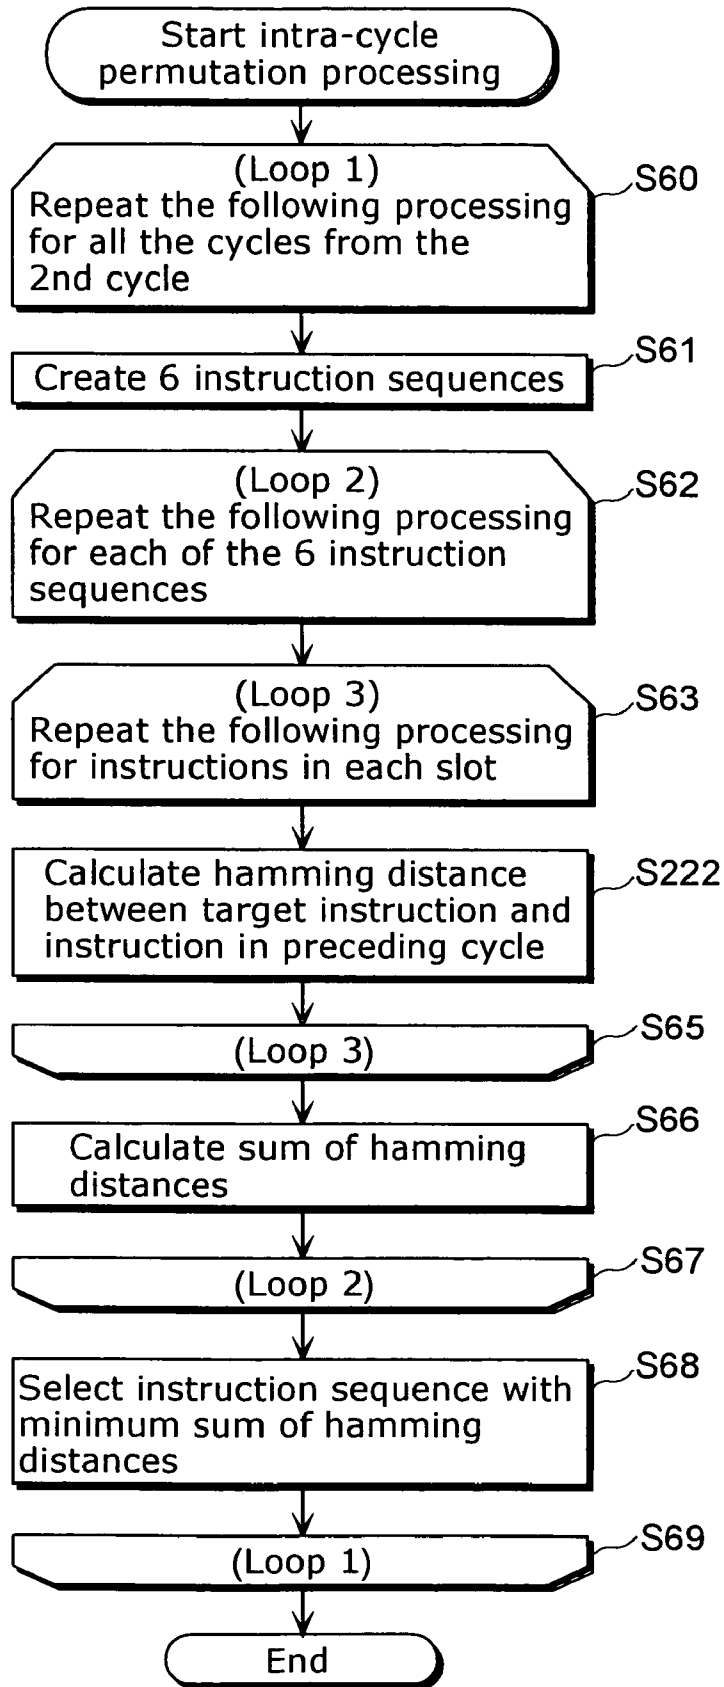 Start intra-cycle
permutation processing
(Loop 1)
Repeat the following processing
for all the cycles from the
2nd cycle
S60
Create 6 instruction sequences
S61
(Loop 2)
Repeat the following processing
for each of the 6 instruction
sequences
S62
(Loop 3)
Repeat the following processing
for instructions in each slot
S63
Calculate hamming distance
between target instruction and
instruction in preceding cycle
S222
(Loop 3)
S65
Calculate sum of hamming
distances
S66
(Loop 2)
S67
Select instruction sequence with
minimum sum of hamming
distances
S68
(Loop 1)
S69
End